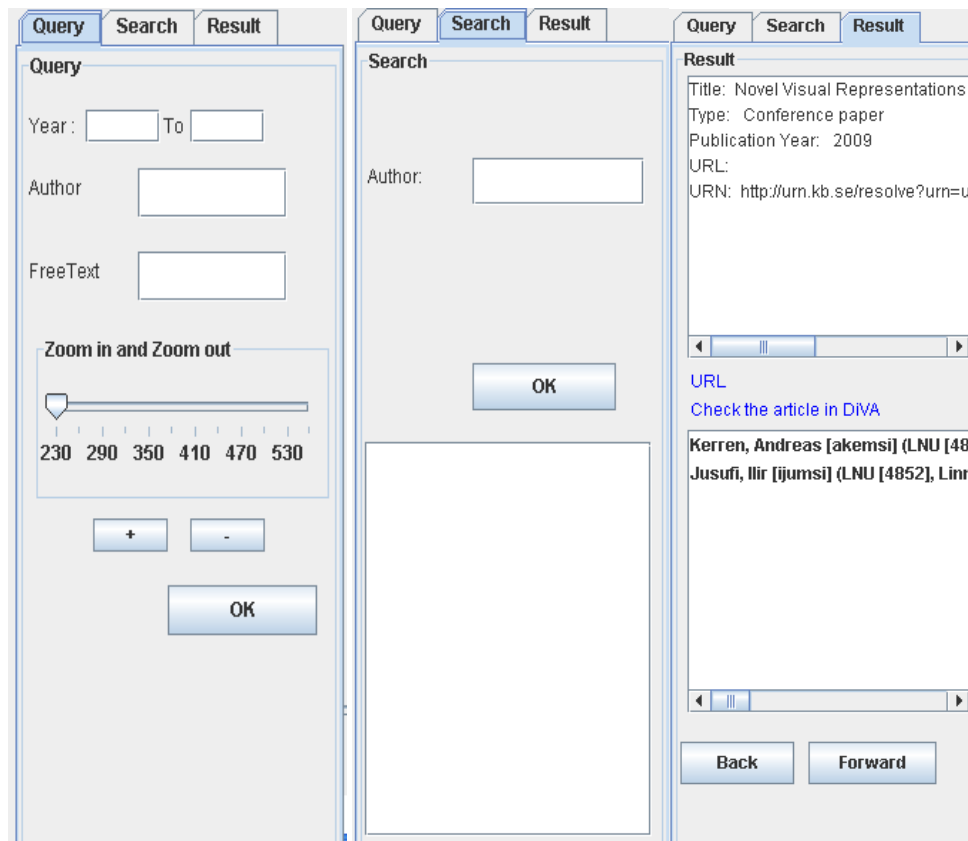 Query Search Result
Query
Year : To
Author
FreeText
Zoom in and Zoom out
230 290 350 410 470 530
+ -
OK
Query Search Result
Search
Author:
OK
Query Search Result
Result
Title: Novel Visual Representations
Type: Conference paper
Publication Year: 2009
URL:
URN: http://urn.kb.se/resolve?urn=u
URL
Check the article in DiVA
Kerren, Andreas [akemsi] (LNU [48
Jusufi, Ilir [ijumsi] (LNU [4852], Lin
Back Forward